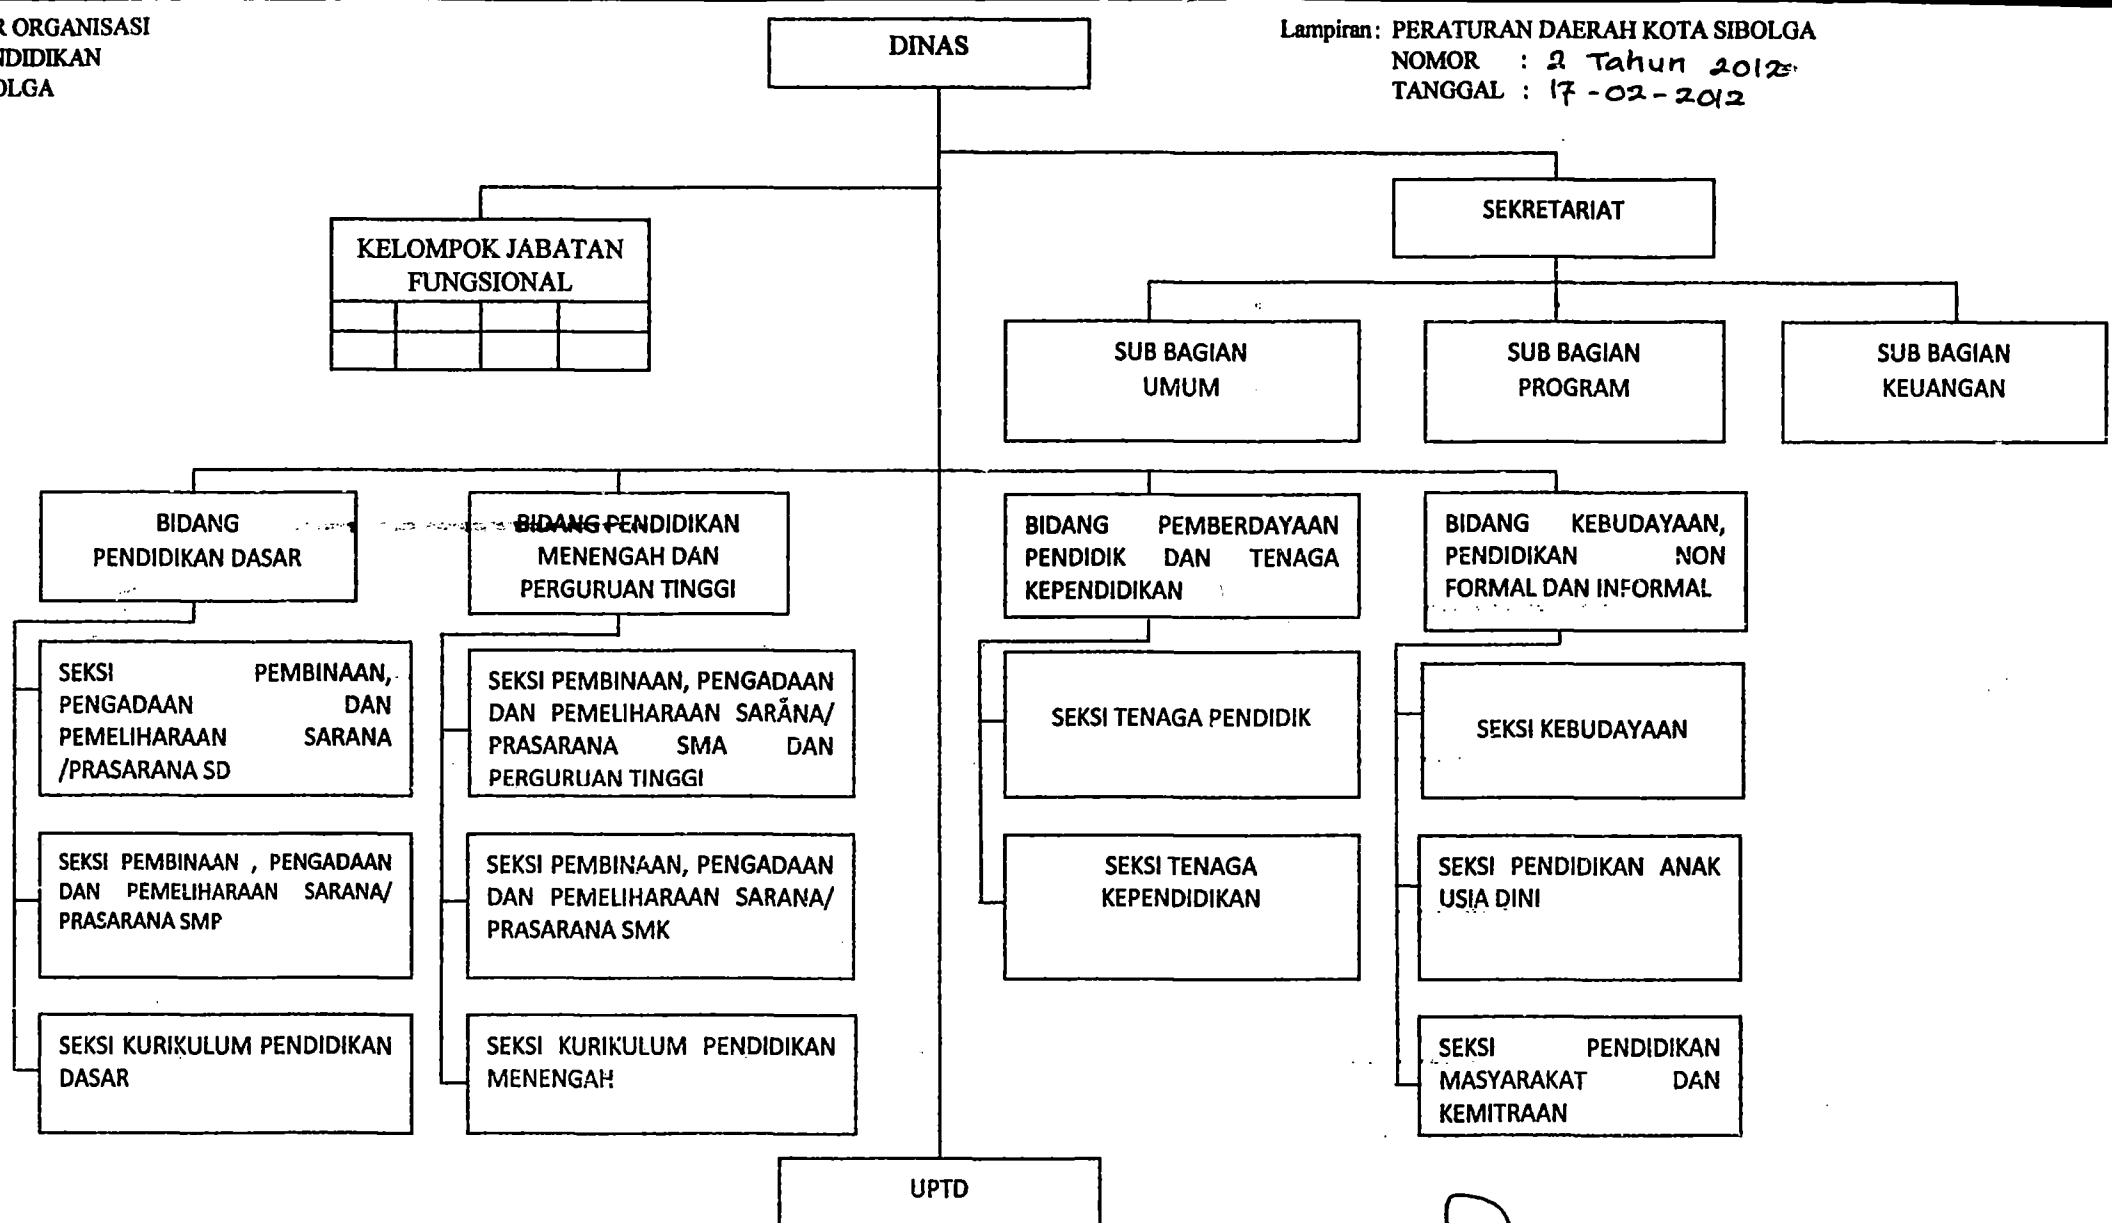 R ORGANISASI
NDIDIKAN
OLGA
DINAS
Lampiran: PERATURAN DAERAH KOTA SIBOLGA
NOMOR : 2 Tahun 2012
TANGGAL : 17-02-2012
SEKRETARIAT
KELOMPOK JABATAN
FUNGSIONAL
SUB BAGIAN
UMUM
SUB BAGIAN
PROGRAM
SUB BAGIAN
KEUANGAN
BIDANG
PENDIDIKAN DASAR
BIDANG PENDIDIKAN
MENENGAH DAN
PERGURUAN TINGGI
BIDANG PEMBERDAYAAN
PENDIDIK DAN TENAGA
KEPENDIDIKAN
BIDANG KEBUDAYAAN,
PENDIDIKAN NON
FORMAL DAN INFORMAL
SEKSI PEMBINAAN,
PENGADAAN DAN
PEMELIHARAAN SARANA
/PRASARANA SD
SEKSI PEMBINAAN, PENGADAAN
DAN PEMELIHARAAN SARANA/
PRASARANA SMA DAN
PERGURUAN TINGGI
SEKSI TENAGA PENDIDIK
SEKSI KEBUDAYAAN
SEKSI PEMBINAAN , PENGADAAN
DAN PEMELIHARAAN SARANA/
PRASARANA SMP
SEKSI PEMBINAAN, PENGADAAN
DAN PEMELIHARAAN SARANA/
PRASARANA SMK
SEKSI TENAGA
KEPENDIDIKAN
SEKSI PENDIDIKAN ANAK
USIA DINI
SEKSI KURIKULUM PENDIDIKAN
DASAR
SEKSI KURIKULUM PENDIDIKAN
MENENGAH
SEKSI PENDIDIKAN
MASYARAKAT DAN
KEMITRAAN
UPTD